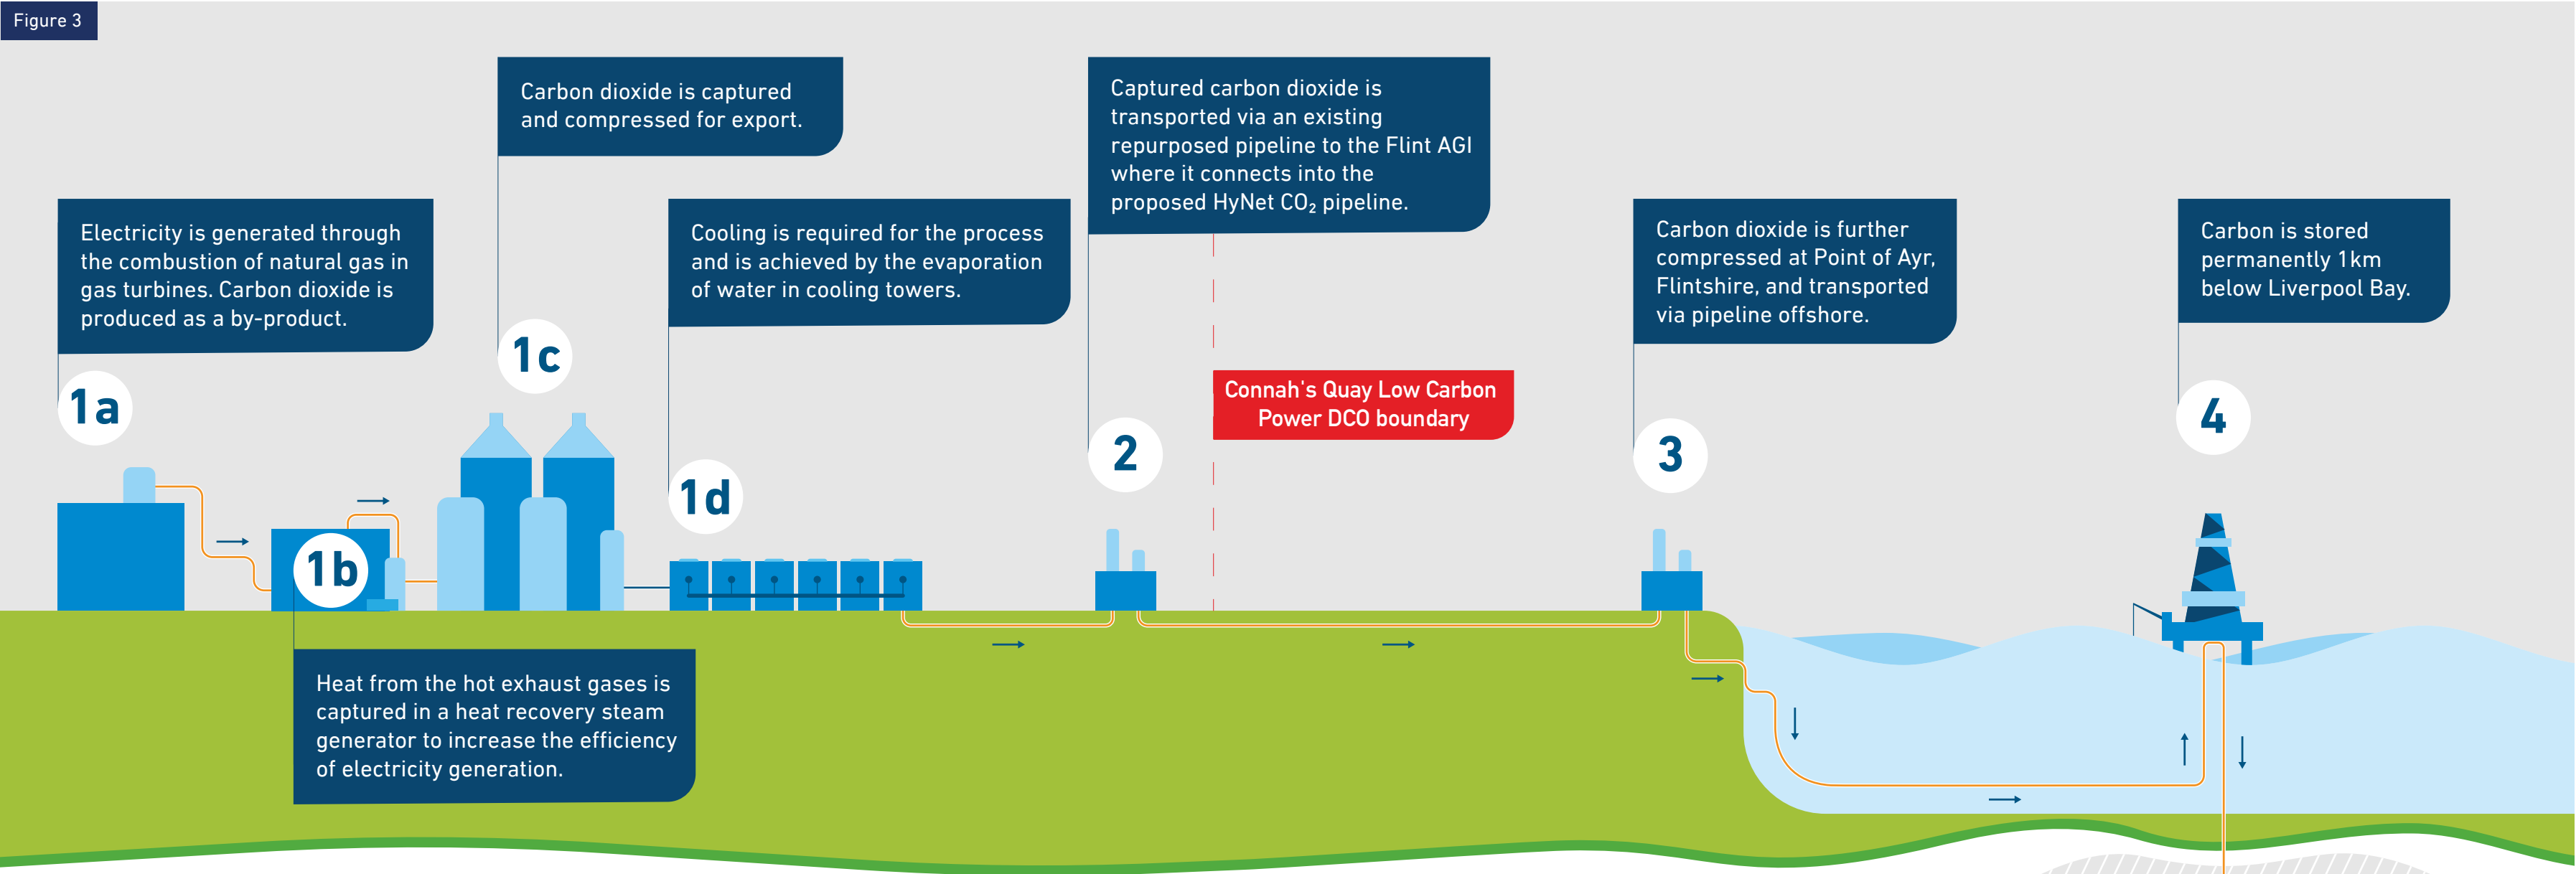 Figure 3
Electricity is generated through
the combustion of natural gas in
gas turbines. Carbon dioxide is
produced as a by-product.
1a
1b
Heat from the hot exhaust gases is
captured in a heat recovery steam
generator to increase the efficiency
of electricity generation.
Carbon dioxide is captured
and compressed for export.
1c
Cooling is required for the process
and is achieved by the evaporation
of water in cooling towers.
1d
Captured carbon dioxide is
transported via an existing
repurposed pipeline to the Flint AGI
where it connects into the
proposed HyNet CO₂ pipeline.
2
Connah's Quay Low Carbon
Power DCO boundary
Carbon dioxide is further
compressed at Point of Ayr,
Flintshire, and transported
via pipeline offshore.
3
Carbon is stored
permanently 1km
below Liverpool Bay.
4